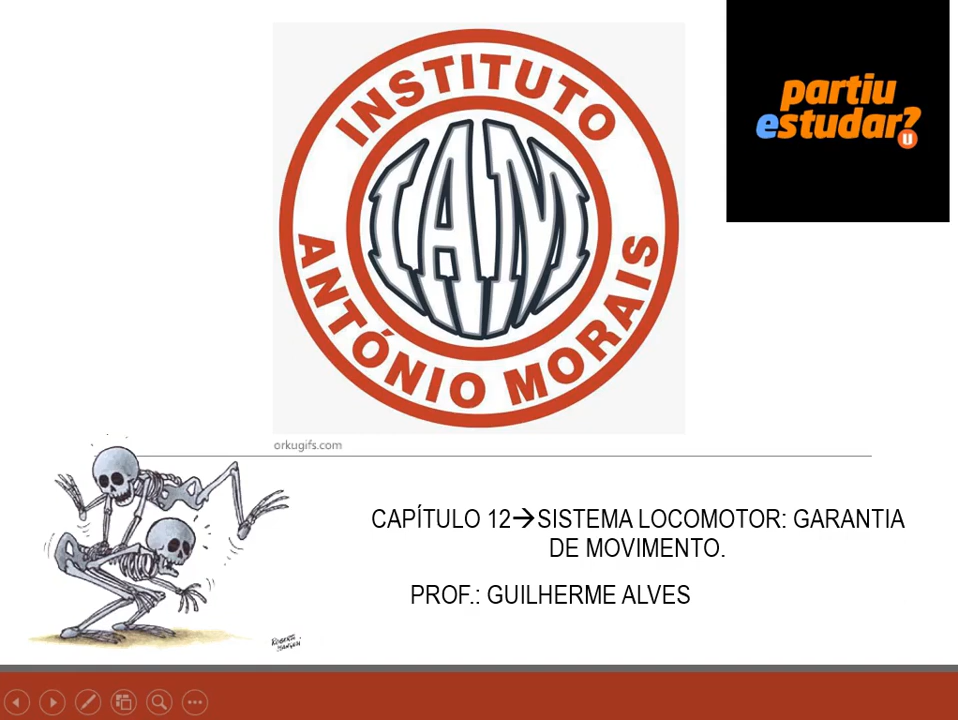 INSTITUTO
IAM
ANTÓNIO MORAIS
partiu
estudar?
U
orkugifs.com
CAPÍTULO 12→SISTEMA LOCOMOTOR: GARANTIA
DE MOVIMENTO.
PROF.: GUILHERME ALVES